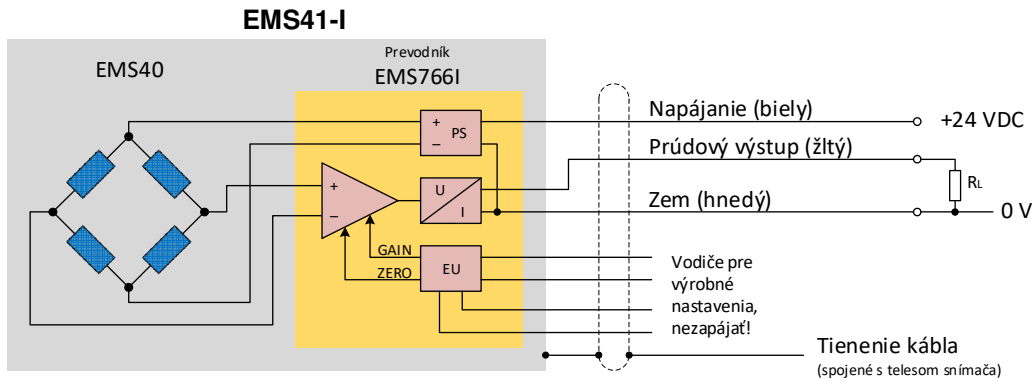 EMS41-I
EMS40
Prevodník
EMS766I
+
−
PS
+
−
U
I
GAIN
ZERO
EU
Napájanie (biely)
+24 VDC
Prúdový výstup (žltý)
RL
Zem (hnedý)
0 V
Vodiče pre
výrobné
nastavenia,
nezapájať!
Tienenie kábla
(spojené s telesom snímača)